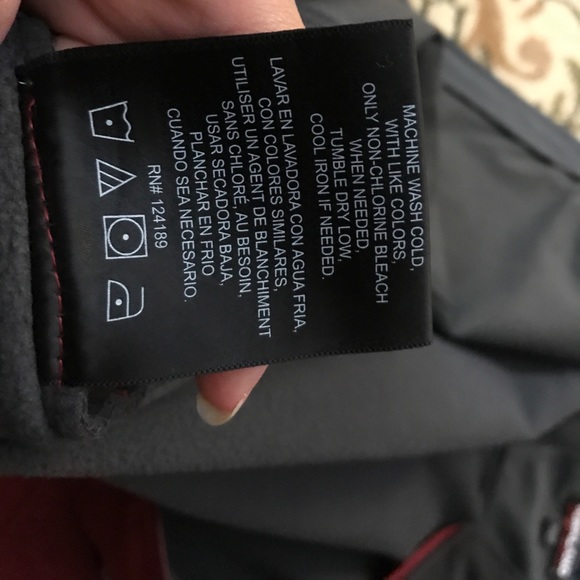 MACHINE WASH COLD,
WITH LIKE COLORS,
ONLY NON-CHLORINE BLEACH
WHEN NEEDED,
TUMBLE DRY LOW,
COOL IRON IF NEEDED.
LAVAR EN LAVADORA CON AGUA FRIA,
CON COLORES SIMILARES,
UTILISER UN AGENT DE BLANCHIMENT
SANS CHLORÉ, AU BESOIN,
USAR SECADORA BAJA,
PLANCHAR EN FRIO
CUANDO SEA NECESARIO.
RN# 124189